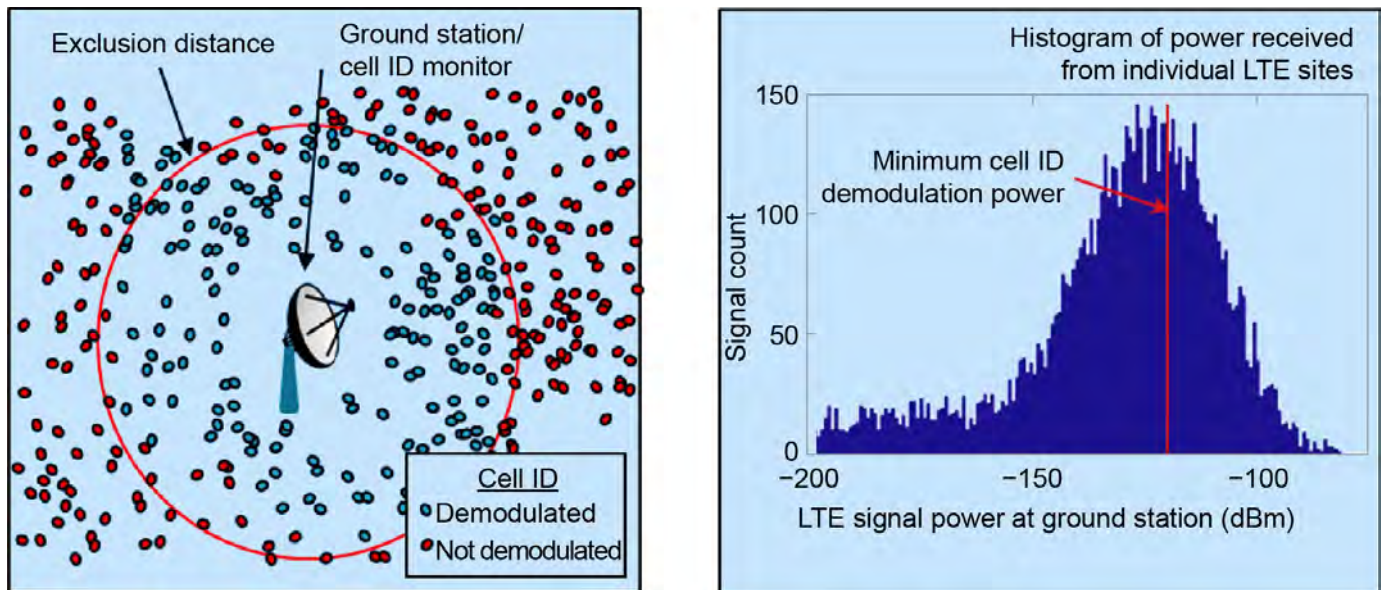 Exclusion distance
Ground station/
cell ID monitor
Cell ID
Demodulated
Not demodulated
Histogram of power received
from individual LTE sites
150
Minimum cell ID
demodulation power
100
Signal count
50
0
−200
−150
−100
LTE signal power at ground station (dBm)